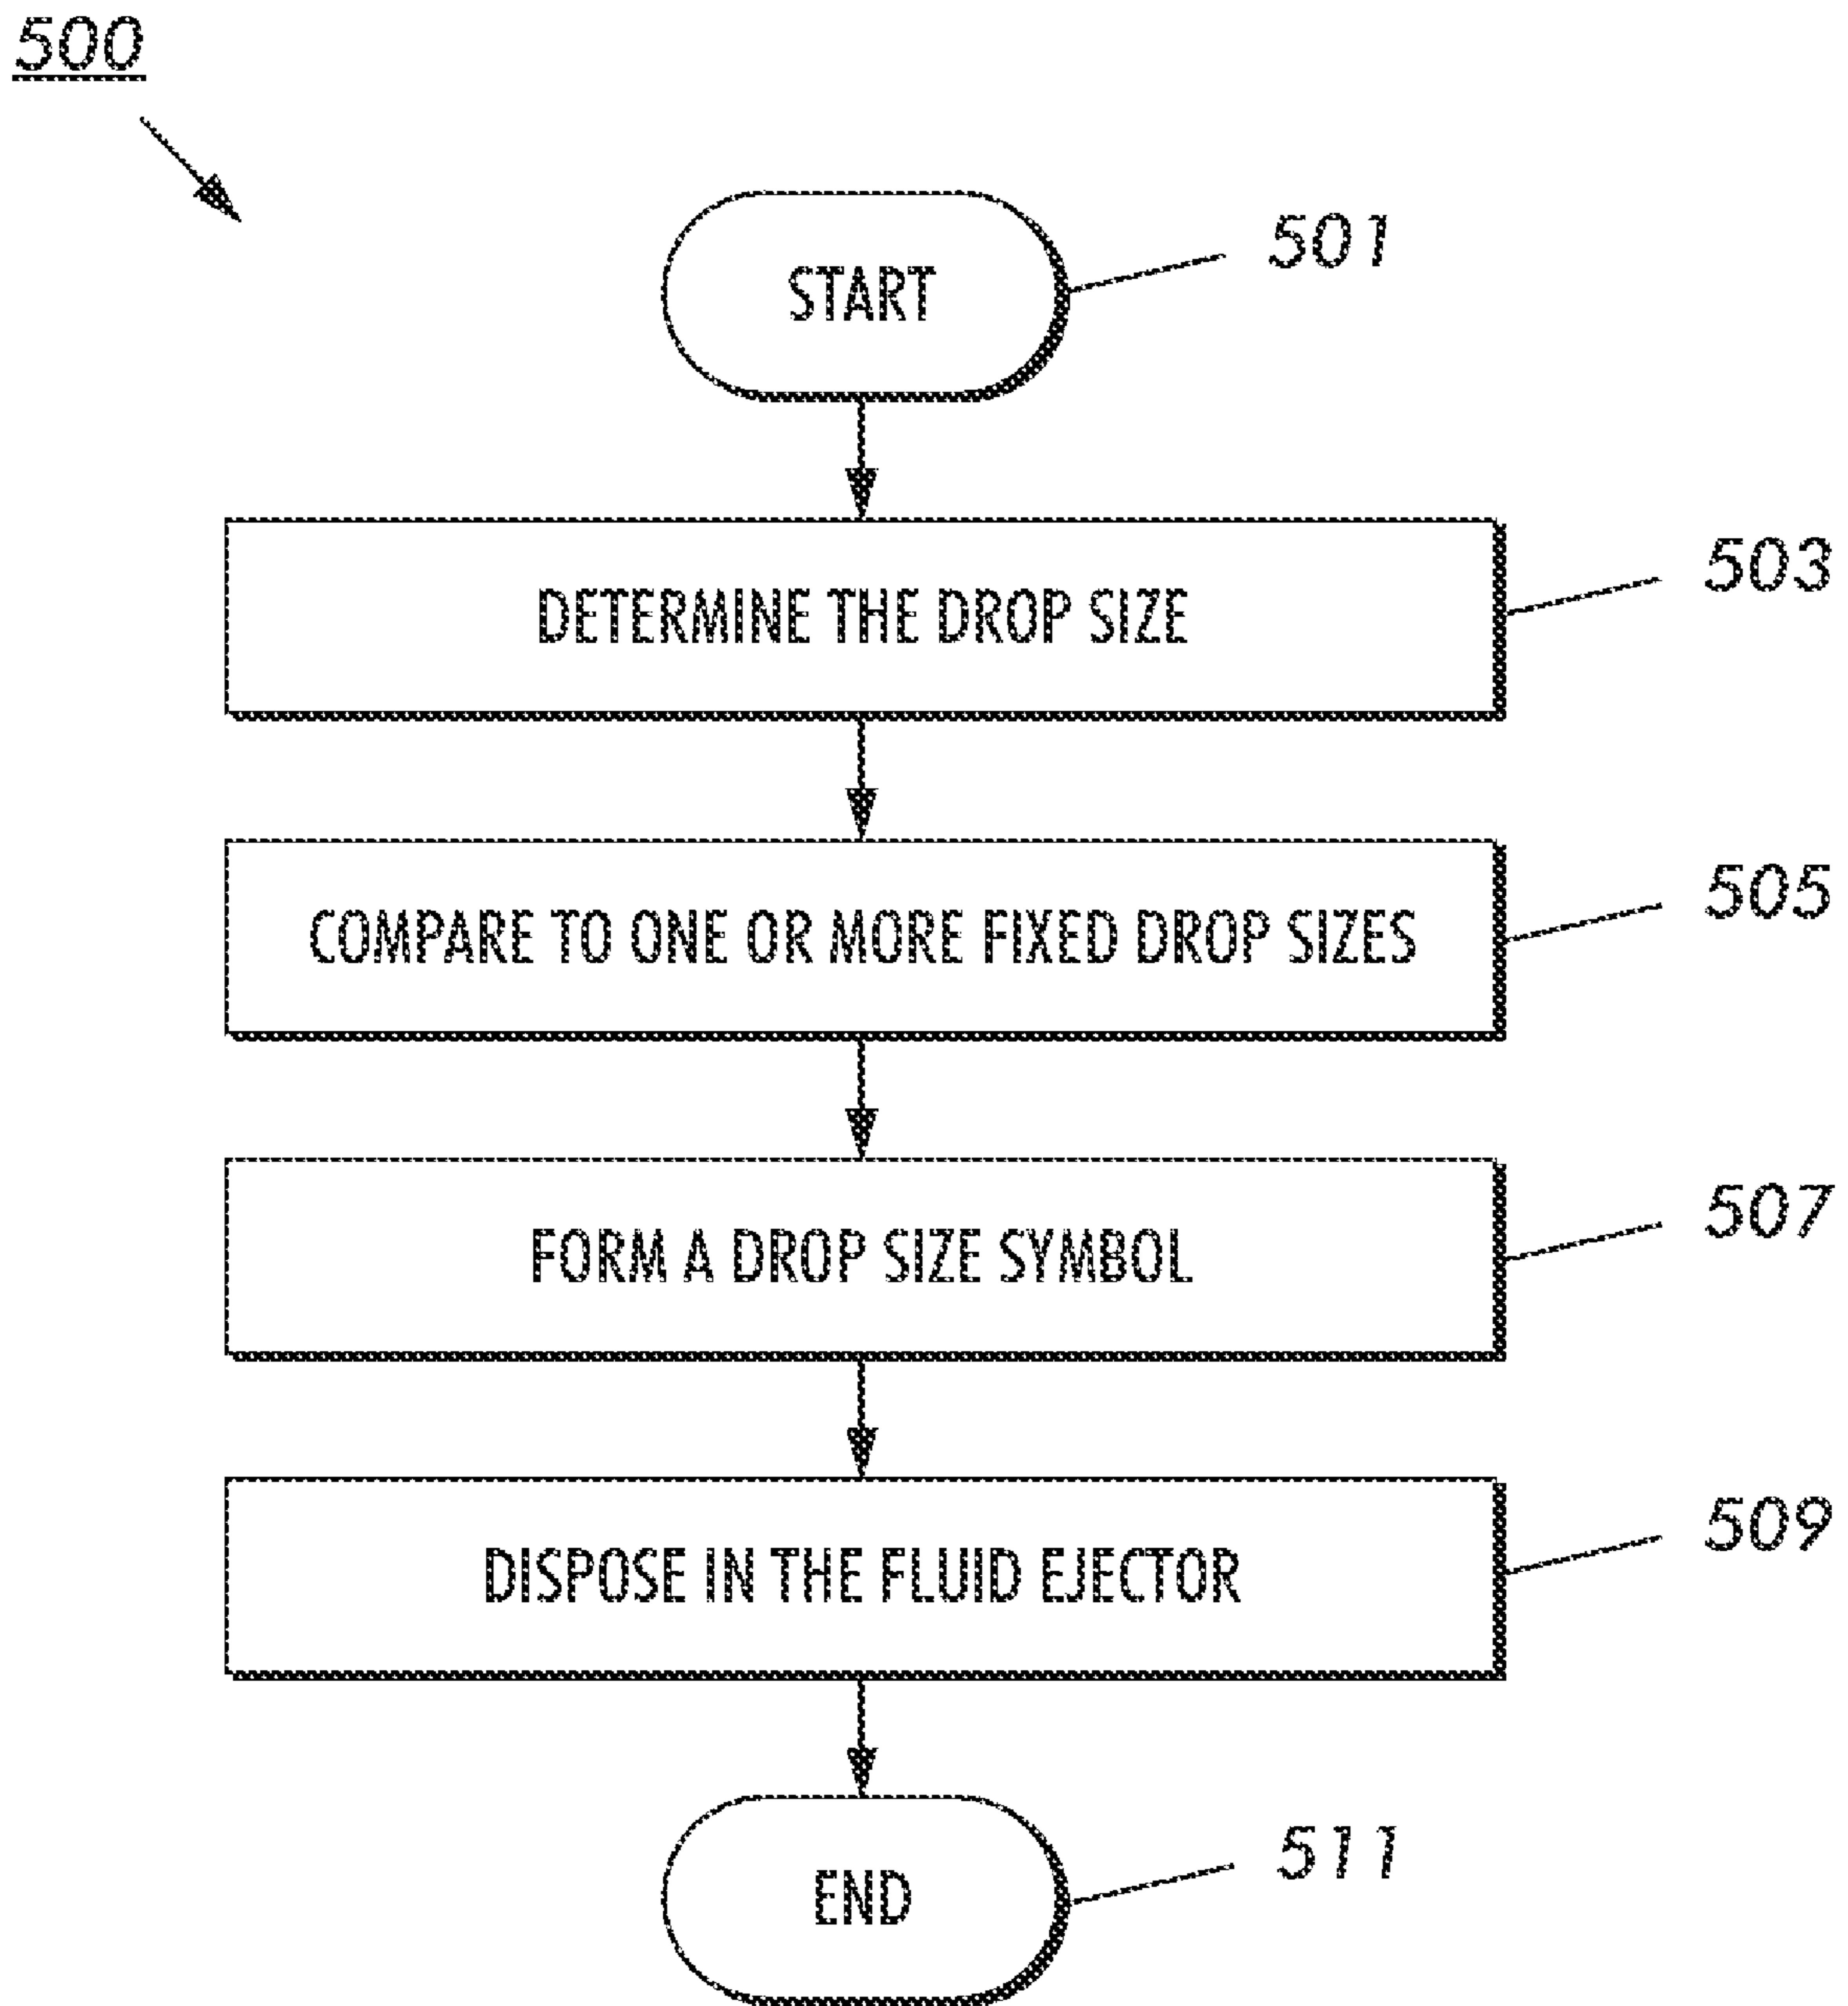 500
START
501
DETERMINE THE DROP SIZE
503
COMPARE TO ONE OR MORE FIXED DROP SIZES
505
FORM A DROP SIZE SYMBOL
507
DISPOSE IN THE FLUID EJECTOR
509
END
511